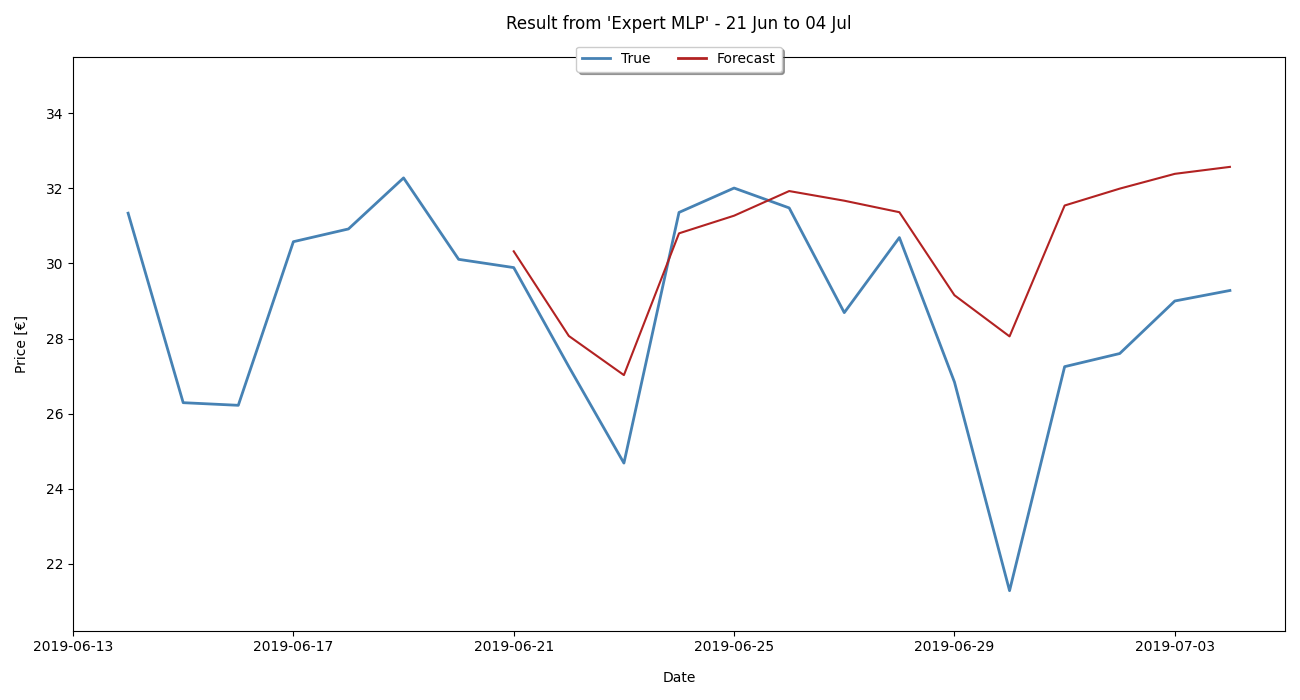 Result from 'Expert MLP' - 21 Jun to 04 Jul
True Forecast
34
32
30
28
26
24
22
Price [€]
2019-06-13 2019-06-17 2019-06-21 2019-06-25 2019-06-29 2019-07-03
Date